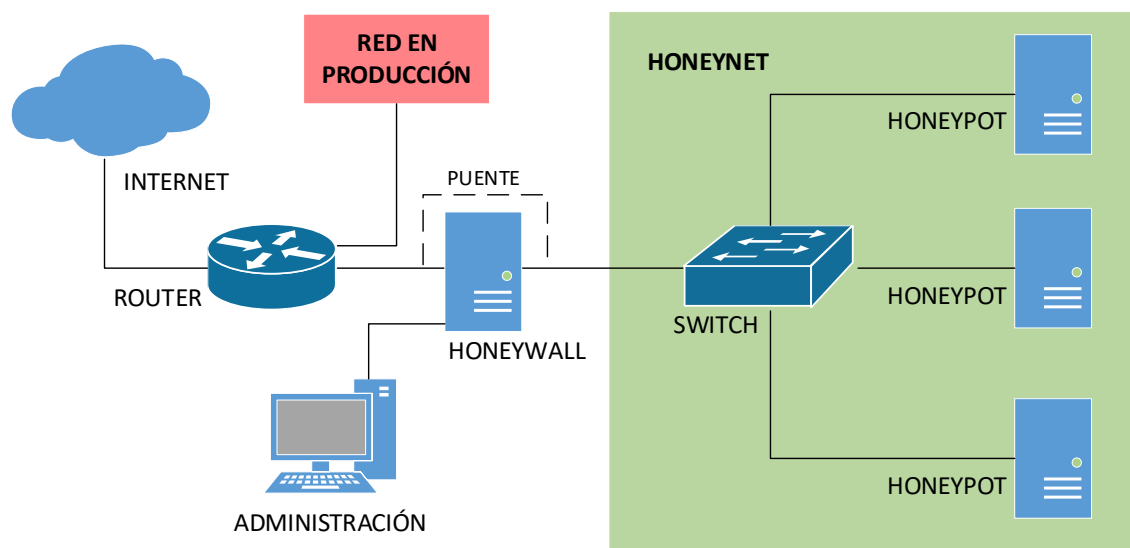 RED EN
PRODUCCIÓN
HONEYNET
HONEYPOT
INTERNET
PUENTE
ROUTER
HONEYWALL
SWITCH
HONEYPOT
HONEYPOT
ADMINISTRACIÓN